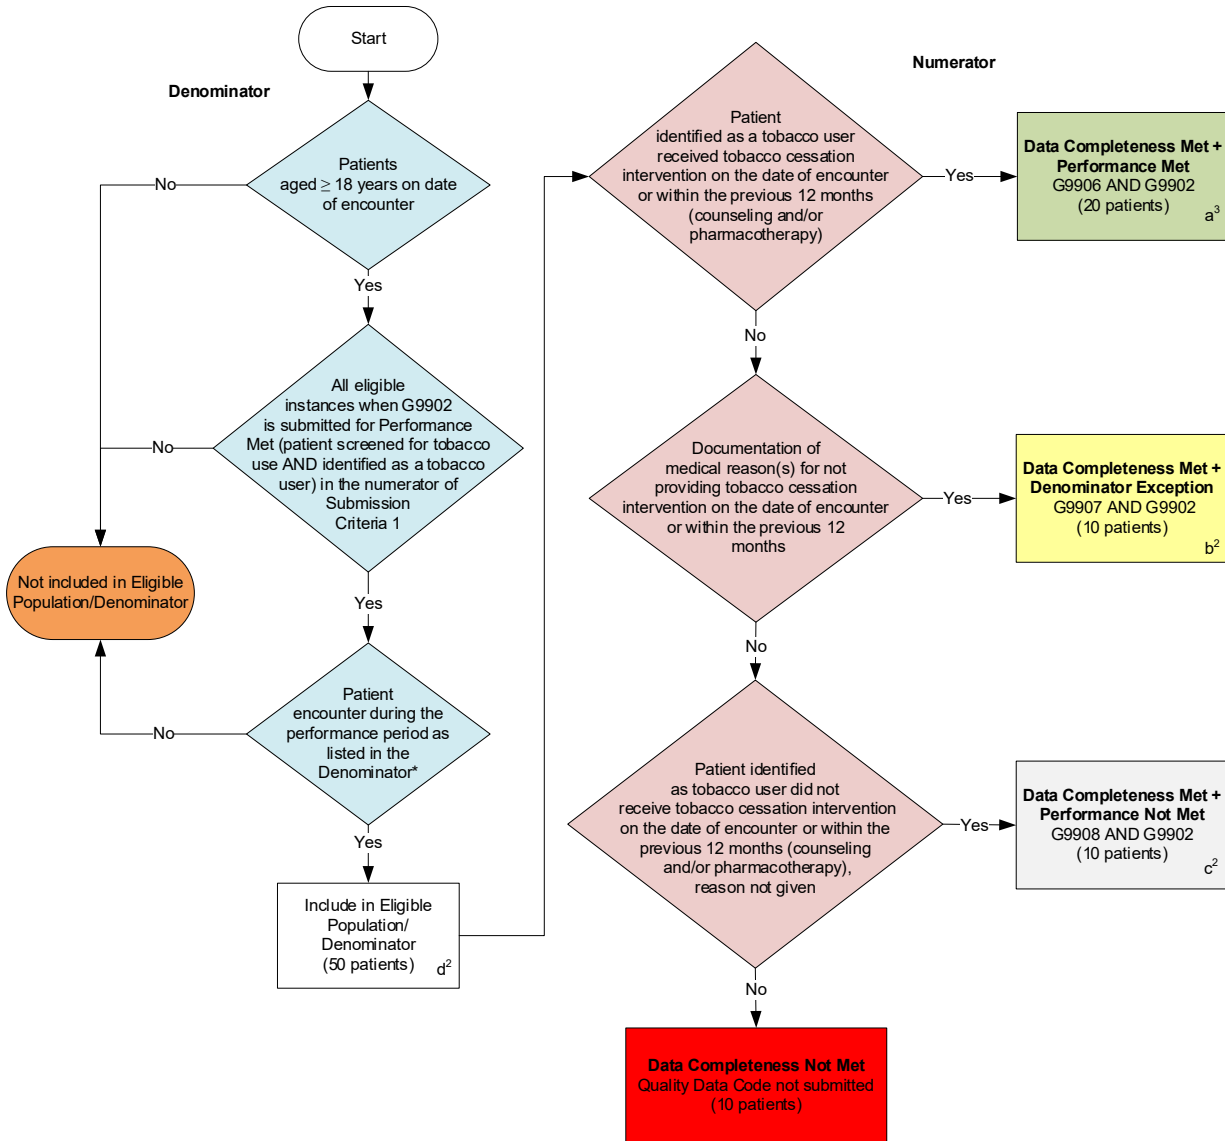 Start
Denominator
Patients
aged ≥ 18 years on date
of encounter
No
Yes
All eligible
instances when G9902
is submitted for Performance
Met (patient screened for tobacco
use AND identified as a tobacco
user) in the numerator of
Submission
Criteria 1
No
Not included in Eligible
Population/Denominator
Yes
Patient
encounter during the
performance period as
listed in the
Denominator*
No
Yes
Include in Eligible
Population/
Denominator
(50 patients)
d²
Numerator
Patient
identified as a tobacco user
received tobacco cessation
intervention on the date of encounter
or within the previous 12 months
(counseling and/or
pharmacotherapy)
Yes
Data Completeness Met +
Performance Met
G9906 AND G9902
(20 patients)
a³
No
Documentation of
medical reason(s) for not
providing tobacco cessation
intervention on the date of encounter
or within the previous 12
months
Yes
Data Completeness Met +
Denominator Exception
G9907 AND G9902
(10 patients)
b²
No
Patient identified
as tobacco user did not
receive tobacco cessation intervention
on the date of encounter or within the
previous 12 months (counseling
and/or pharmacotherapy),
reason not given
Yes
Data Completeness Met +
Performance Not Met
G9908 AND G9902
(10 patients)
c²
No
Data Completeness Not Met
Quality Data Code not submitted
(10 patients)